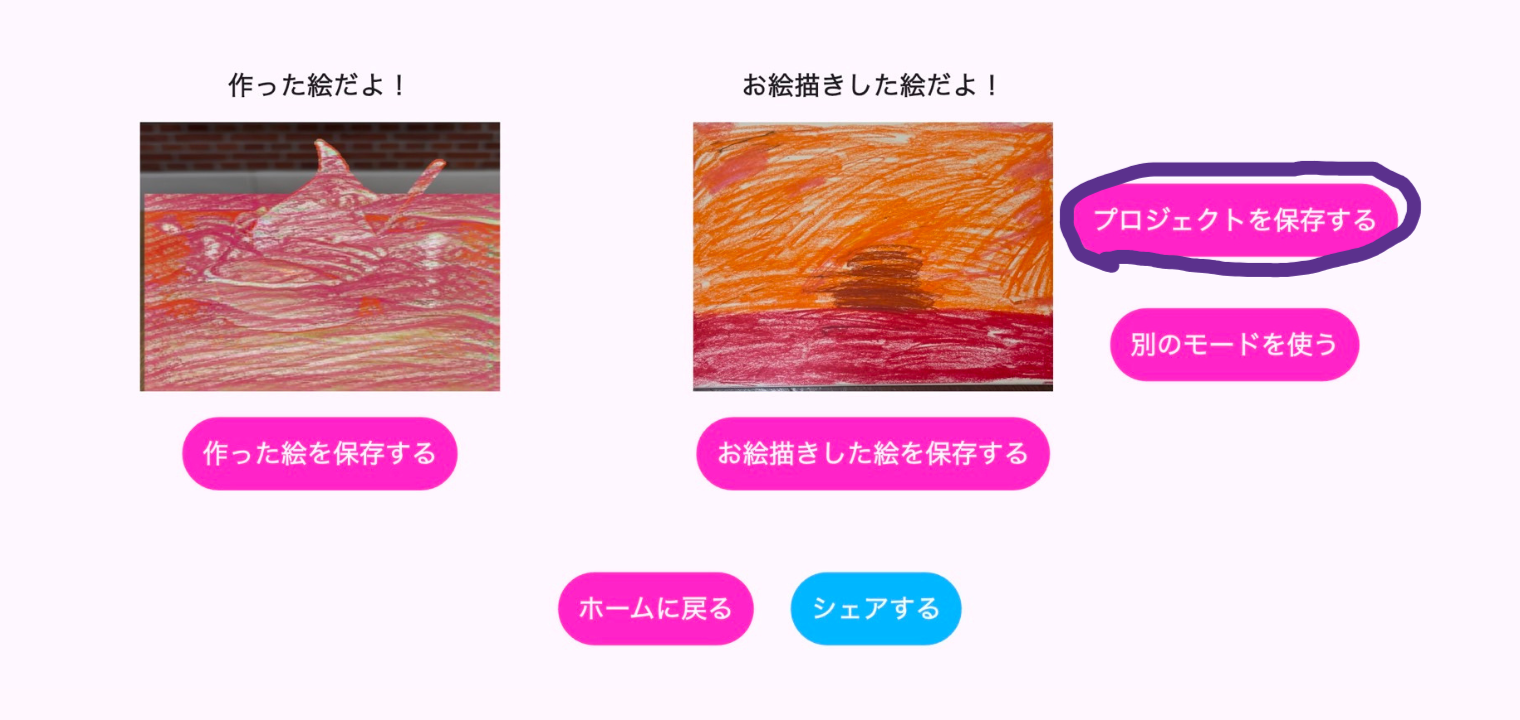 作った絵だよ！
お絵描きした絵だよ！
プロジェクトを保存する
別のモードを使う
作った絵を保存する
お絵描きした絵を保存する
ホームに戻る
シェアする